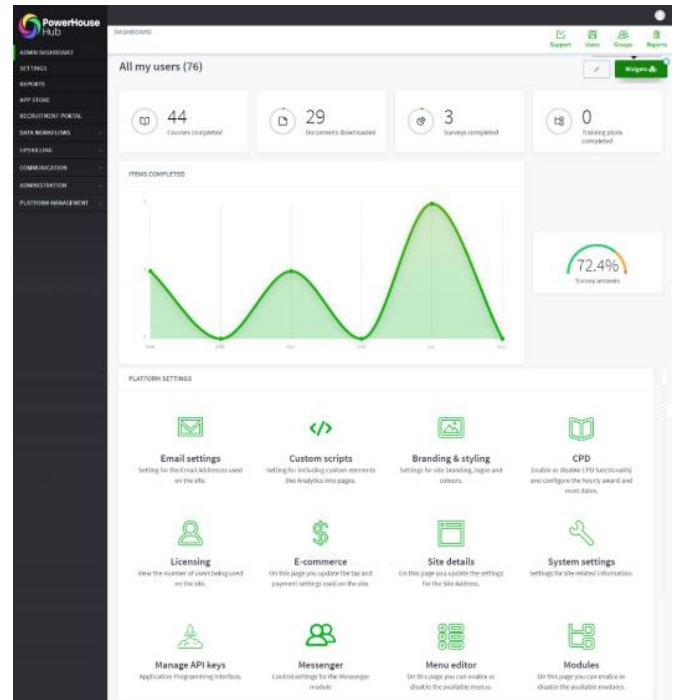 PowerHouse
Hub
DASHBOARD
Support Users Groups Reports
ADMIN DASHBOARD
SETTINGS
REPORTS
APP STORE
RECRUITMENT PORTAL
DATA WORKFLOWS
UPSKILLING
COMMUNICATION
ADMINISTRATION
PLATFORM MANAGEMENT
All my users (76)
Widgets
44
Courses completed
29
Documents downloaded
3
Surveys completed
0
Training plans
completed
ITEMS COMPLETED
72.4%
Survey answers
PLATFORM SETTINGS
Email settings
Setting for the Email Addresses used
on the site.
Custom scripts
Setting for including custom elements
like Analytics into pages.
Branding & styling
Settings for site branding, logos and
colours.
CPD
Enable or disable CPD functionality
and configure the hourly award and
reset dates.
Licensing
View the number of users being used
on the site.
E-commerce
On this page you update the tax and
payment settings used on the site.
Site details
On this page you update the settings
for the Site Address.
System settings
Settings for site related information.
Manage API keys
Application Programming Interface.
Messenger
Control settings for the Messenger
module
Menu editor
On this page you can enable or
disable the available menus.
Modules
On this page you can enable or
disable the available modules.